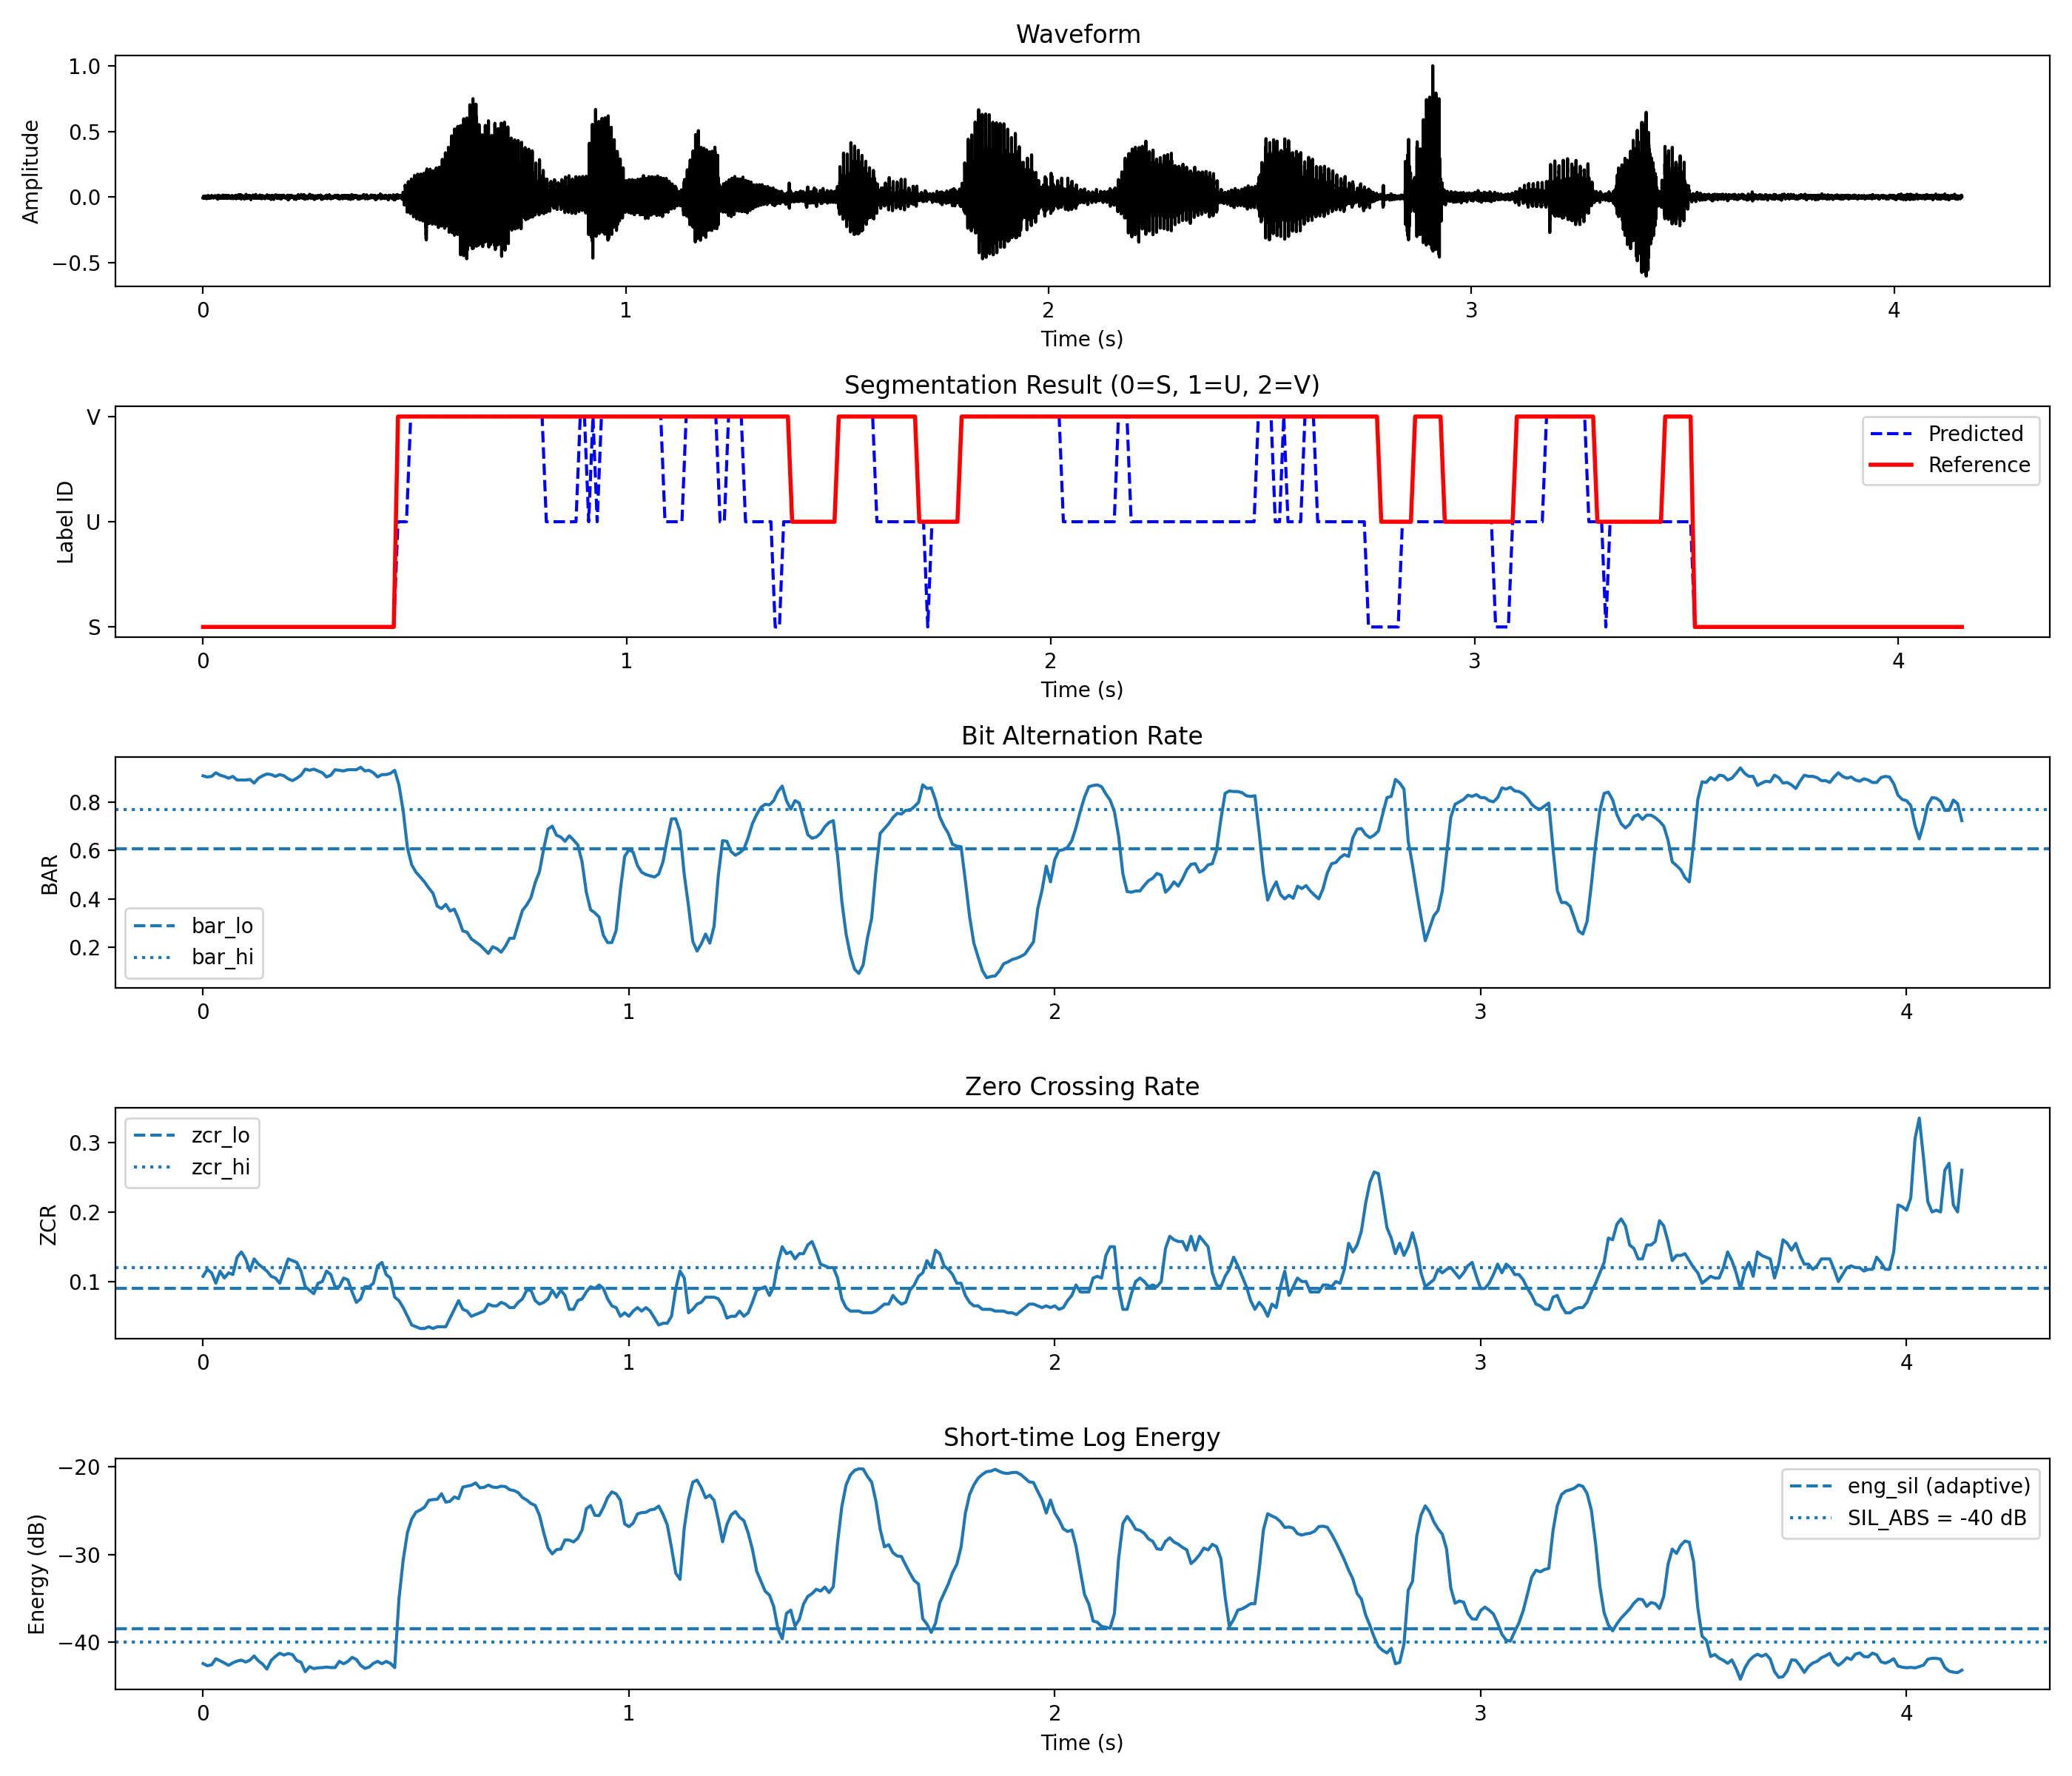 Waveform
1.0
0.5
0.0
−0.5
Amplitude
0 1 2 3 4
Time (s)
Segmentation Result (0=S, 1=U, 2=V)
V
U
S
Label ID
Predicted
Reference
0 1 2 3 4
Time (s)
Bit Alternation Rate
0.8
0.6
0.4
0.2
BAR
bar_lo
bar_hi
0 1 2 3 4
Zero Crossing Rate
0.3
0.2
0.1
ZCR
zcr_lo
zcr_hi
0 1 2 3 4
Short-time Log Energy
−20
−30
−40
Energy (dB)
eng_sil (adaptive)
SIL_ABS = -40 dB
0 1 2 3 4
Time (s)